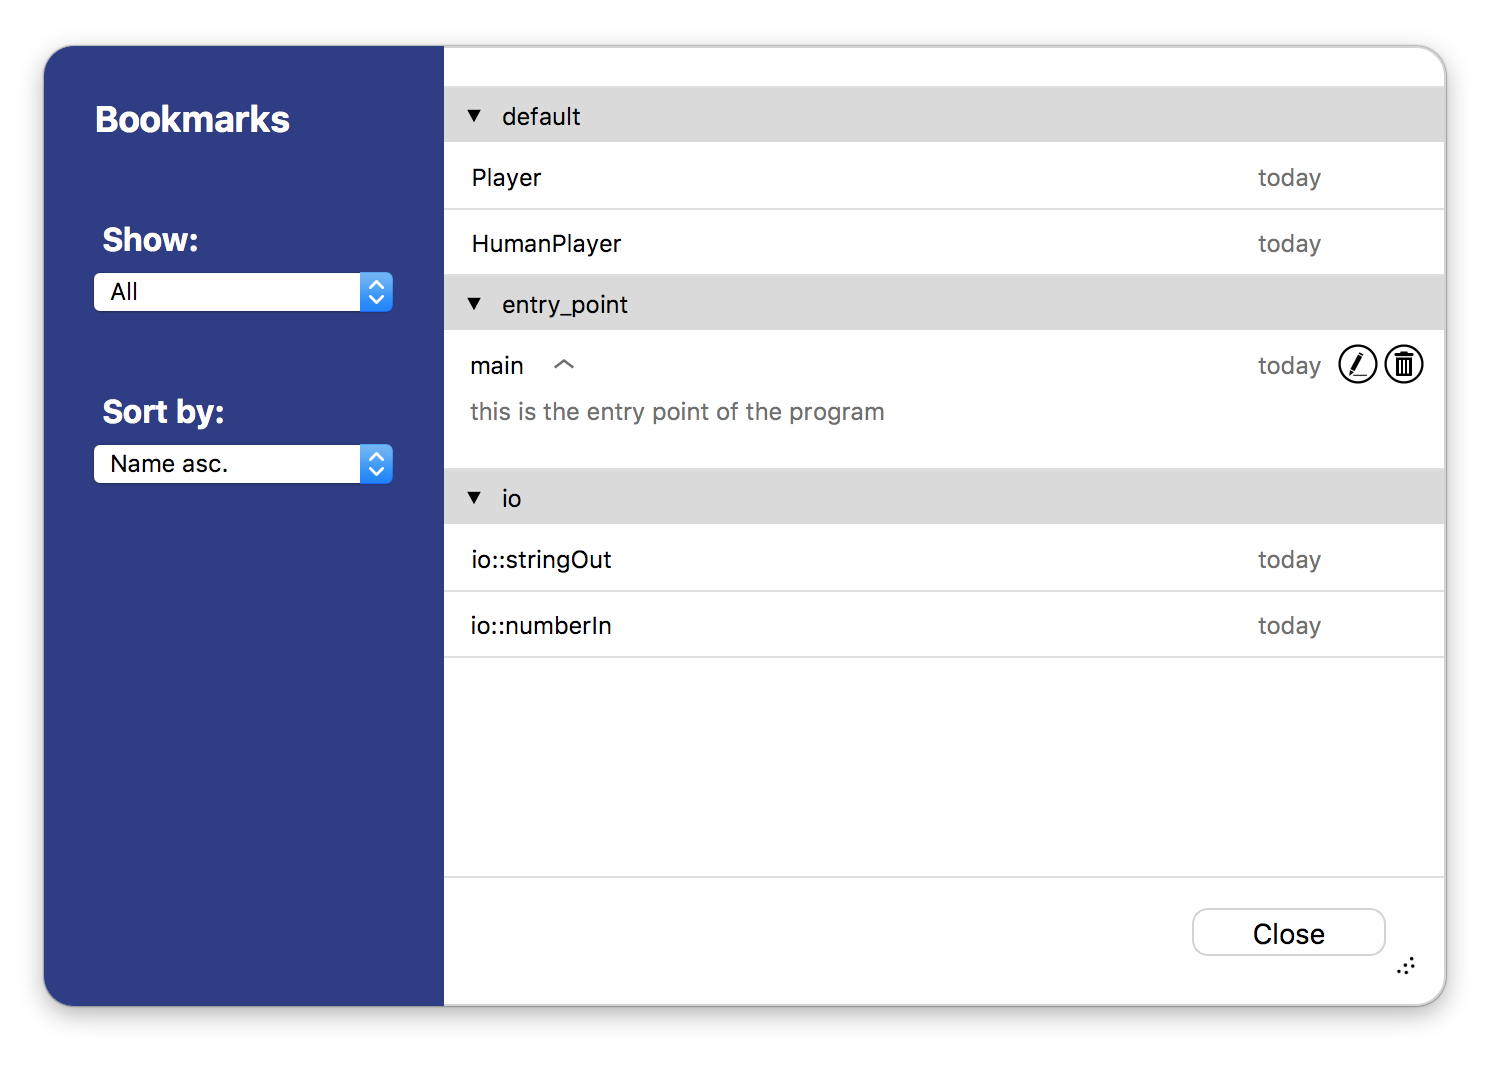 Bookmarks
Show:
All
Sort by:
Name asc.
default
Player today
HumanPlayer today
entry_point
main today
this is the entry point of the program
io
io::stringOut today
io::numberIn today
Close